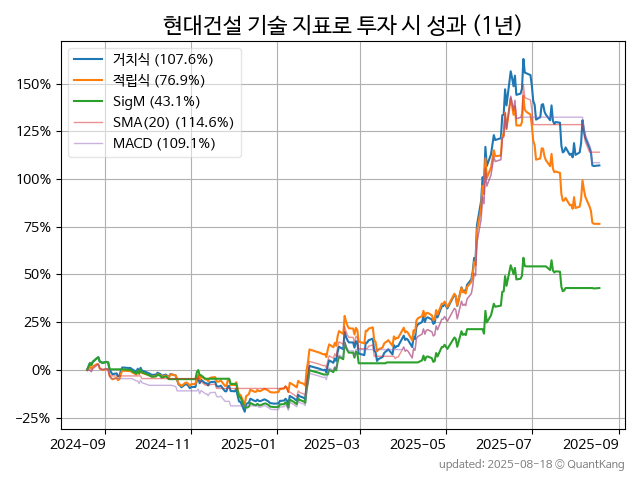 현대건설 기술 지표로 투자 시 성과 (1년)
거치식 (107.6%)
적립식 (76.9%)
SigM (43.1%)
SMA(20) (114.6%)
MACD (109.1%)
150%
125%
100%
75%
50%
25%
0%
−25%
2024-09 2024-11 2025-01 2025-03 2025-05 2025-07 2025-09
updated: 2025-08-18 ⓒ QuantKang